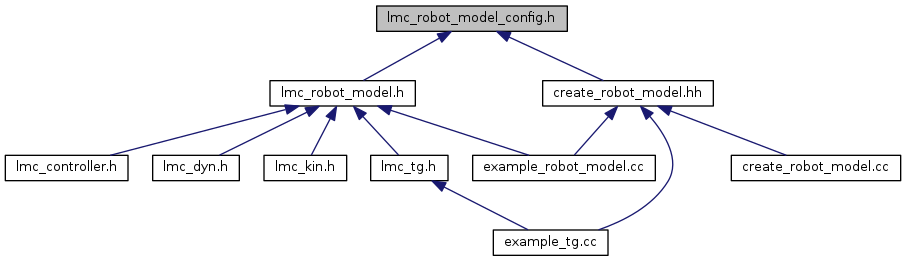 lmc_robot_model_config.h
lmc_robot_model.h
create_robot_model.hh
lmc_controller.h
lmc_dyn.h
lmc_kin.h
lmc_tg.h
example_robot_model.cc
create_robot_model.cc
example_tg.cc